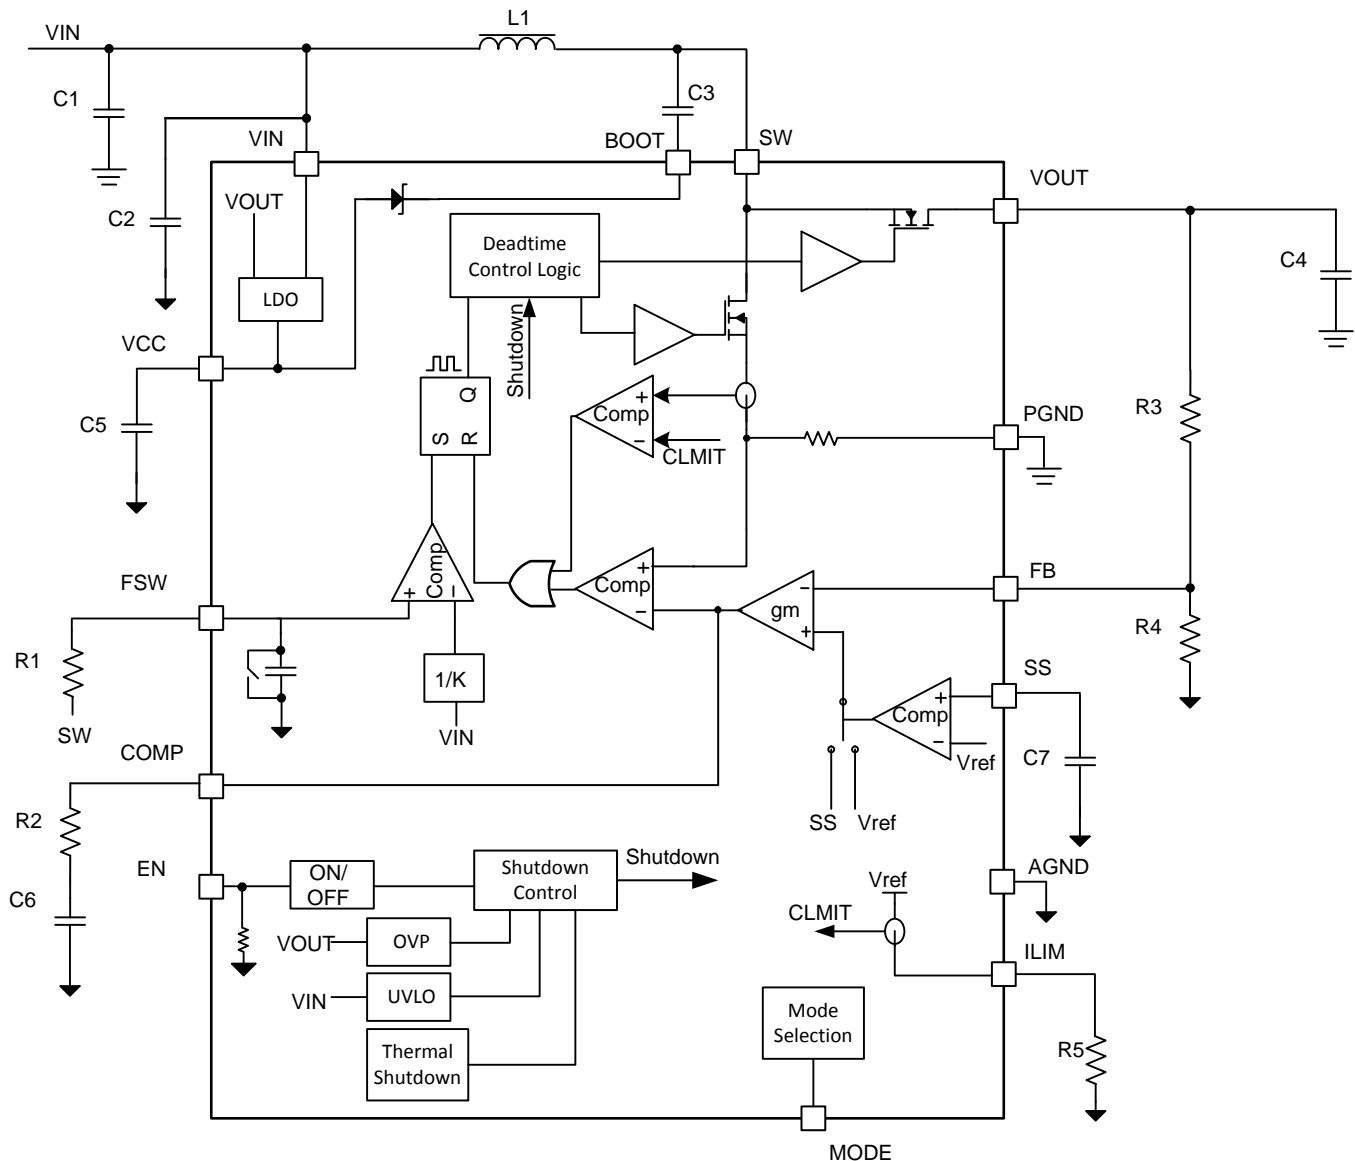 VIN
L1
C1
C3
VIN
BOOT
SW
VOUT
VOUT
C2
Deadtime
Control Logic
C4
LDO
Shutdown
VCC
Q
S
R
Comp
+
−
CLMIT
C5
R3
PGND
FSW
Comp
+
−
Comp
+
−
gm
−
+
FB
R4
R1
1/K
SS
SW
VIN
Comp
+
−
Vref
C7
COMP
R2
SS
Vref
EN
ON/
OFF
Shutdown
Control
Shutdown
AGND
C6
Vref
CLMIT
VOUT
OVP
ILIM
VIN
UVLO
Mode
Selection
Thermal
Shutdown
R5
MODE